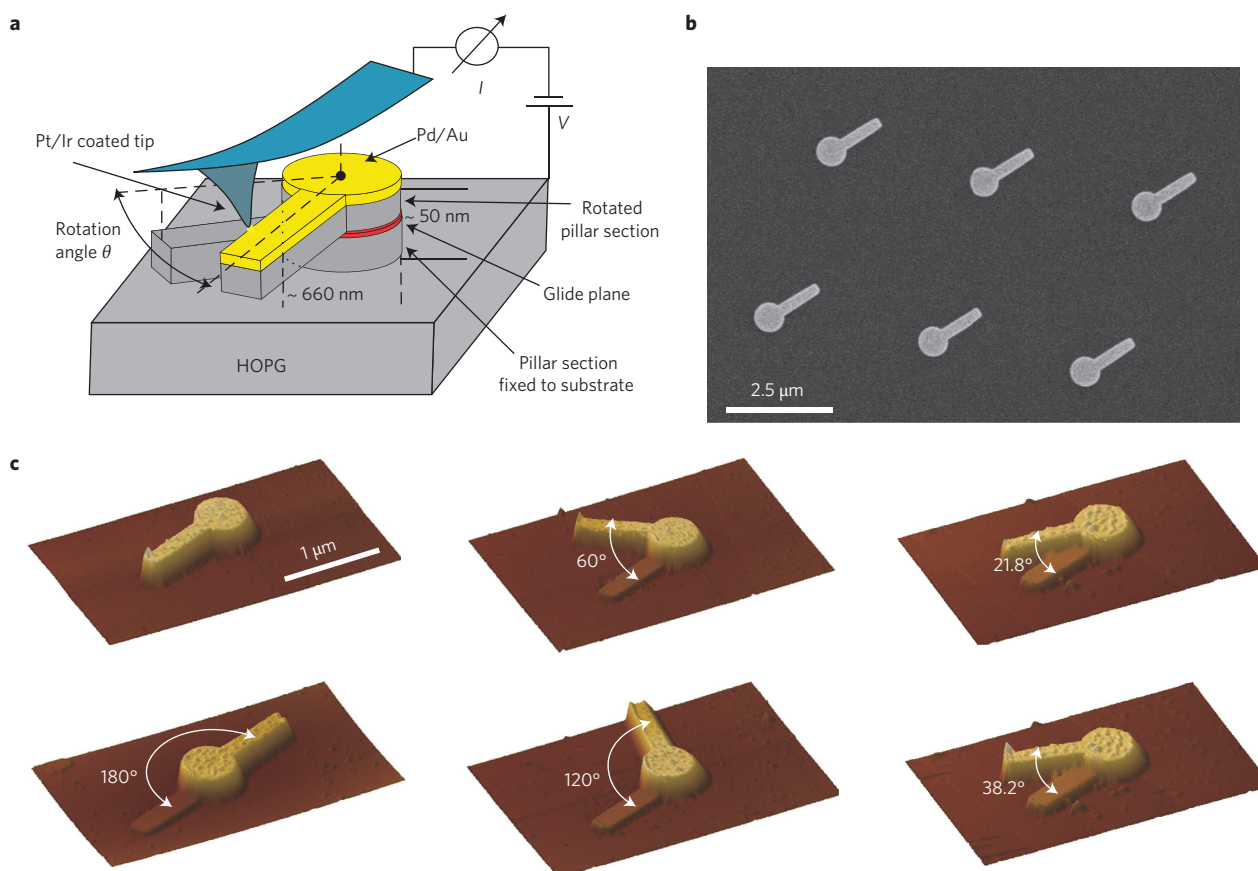 a
I
V
Pd/Au
Pt/Ir coated tip
Rotation
angle θ
~ 50 nm
Rotated
pillar section
~ 660 nm
Glide plane
HOPG
Pillar section
fixed to substrate
b
2.5 μm
c
1 μm
60°
21.8°
180°
120°
38.2°